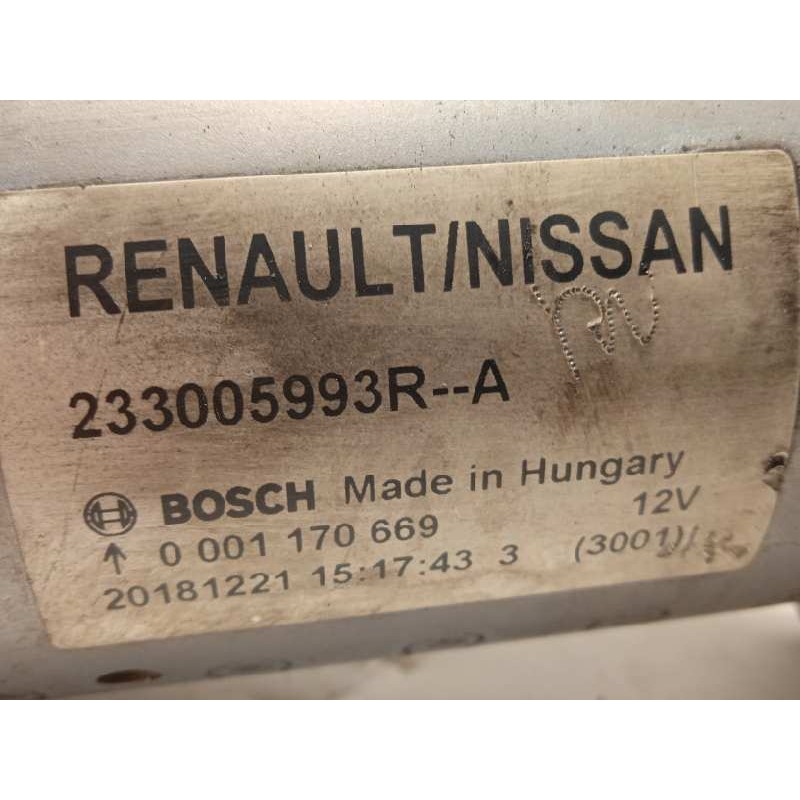 RENAULT/NISSAN
233005993R--A
BOSCH Made in Hungary
0 001 170 669 12V
20181221 15:17:43 3 (3001)